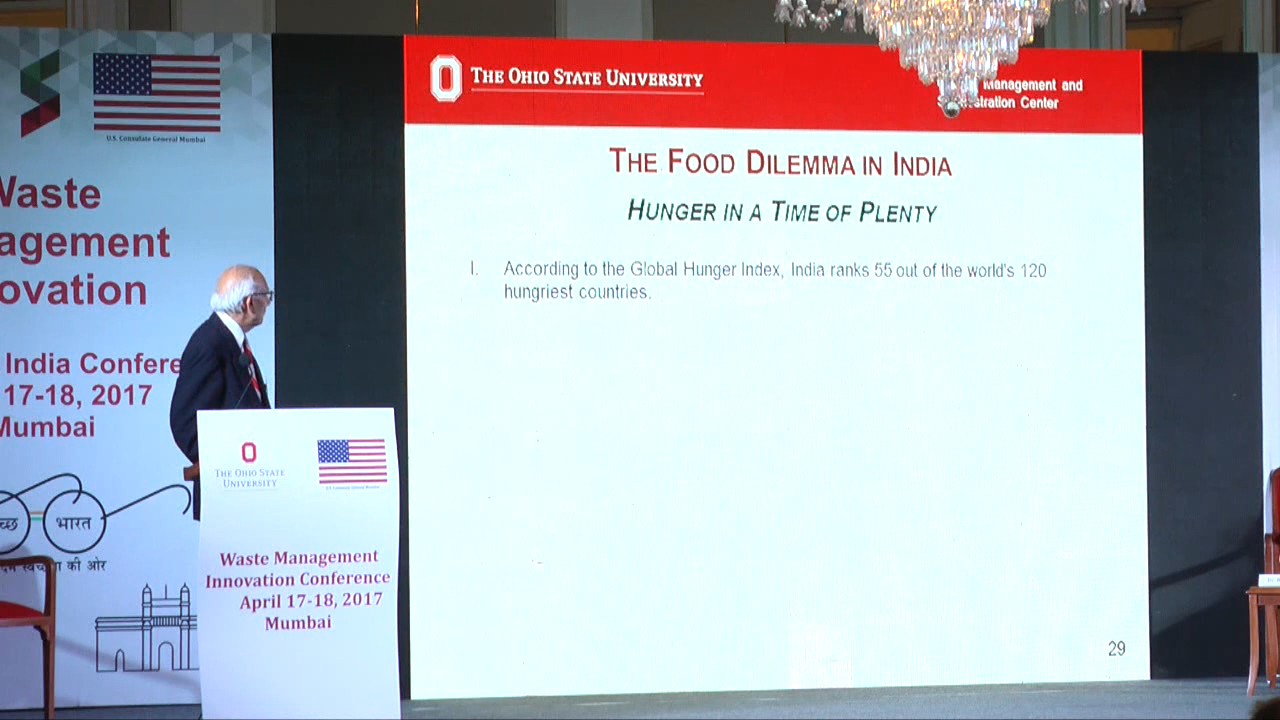 U.S. Consulate General Mumbai
Waste
agement
ovation
India Confere
17-18, 2017
Mumbai
भारत
की ओर
O
THE OHIO STATE UNIVERSITY
Management and
Center
THE FOOD DILEMMA IN INDIA
HUNGER IN A TIME OF PLENTY
I. According to the Global Hunger Index, India ranks 55 out of the world's 120
hungriest countries.
29
O
THE OHIO STATE
UNIVERSITY
Waste Management
Innovation Conference
April 17-18, 2017
Mumbai